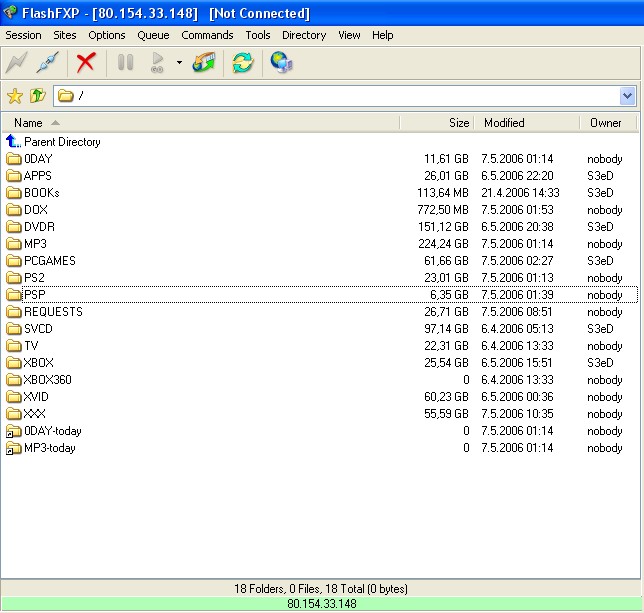 FlashFXP - [80.154.33.148] [Not Connected]
Session Sites Options Queue Commands Tools Directory View Help
/
Name Size Modified Owner
Parent Directory
0DAY 11,61 GB 7.5.2006 01:14 nobody
APPS 26,01 GB 6.5.2006 22:20 S3eD
BOOKs 113,64 MB 21.4.2006 14:33 S3eD
DOX 772,50 MB 7.5.2006 01:53 nobody
DVDR 151,12 GB 6.5.2006 20:38 S3eD
MP3 224,24 GB 7.5.2006 01:14 nobody
PCGAMES 61,66 GB 7.5.2006 02:27 S3eD
PS2 23,01 GB 7.5.2006 01:13 nobody
PSP 6,35 GB 7.5.2006 01:39 nobody
REQUESTS 26,71 GB 7.5.2006 08:51 nobody
SVCD 97,14 GB 6.4.2006 05:13 S3eD
TV 22,31 GB 6.4.2006 13:33 nobody
XBOX 25,54 GB 6.5.2006 15:51 S3eD
XBOX360 0 6.4.2006 13:33 nobody
XVID 60,23 GB 6.5.2006 00:36 nobody
XXX 55,59 GB 7.5.2006 10:35 nobody
0DAY-today 0 7.5.2006 01:14 nobody
MP3-today 0 7.5.2006 01:14 nobody
18 Folders, 0 Files, 18 Total (0 bytes)
80.154.33.148